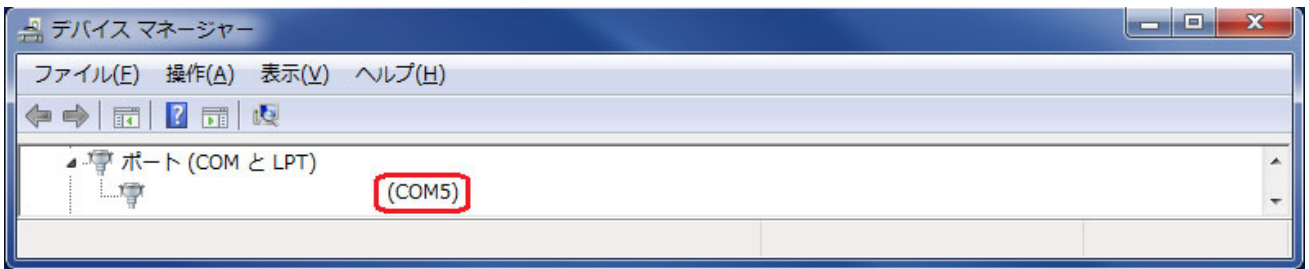 デバイス マネージャー
ファイル(F) 操作(A) 表示(V) ヘルプ(H)
ポート (COM と LPT)
(COM5)